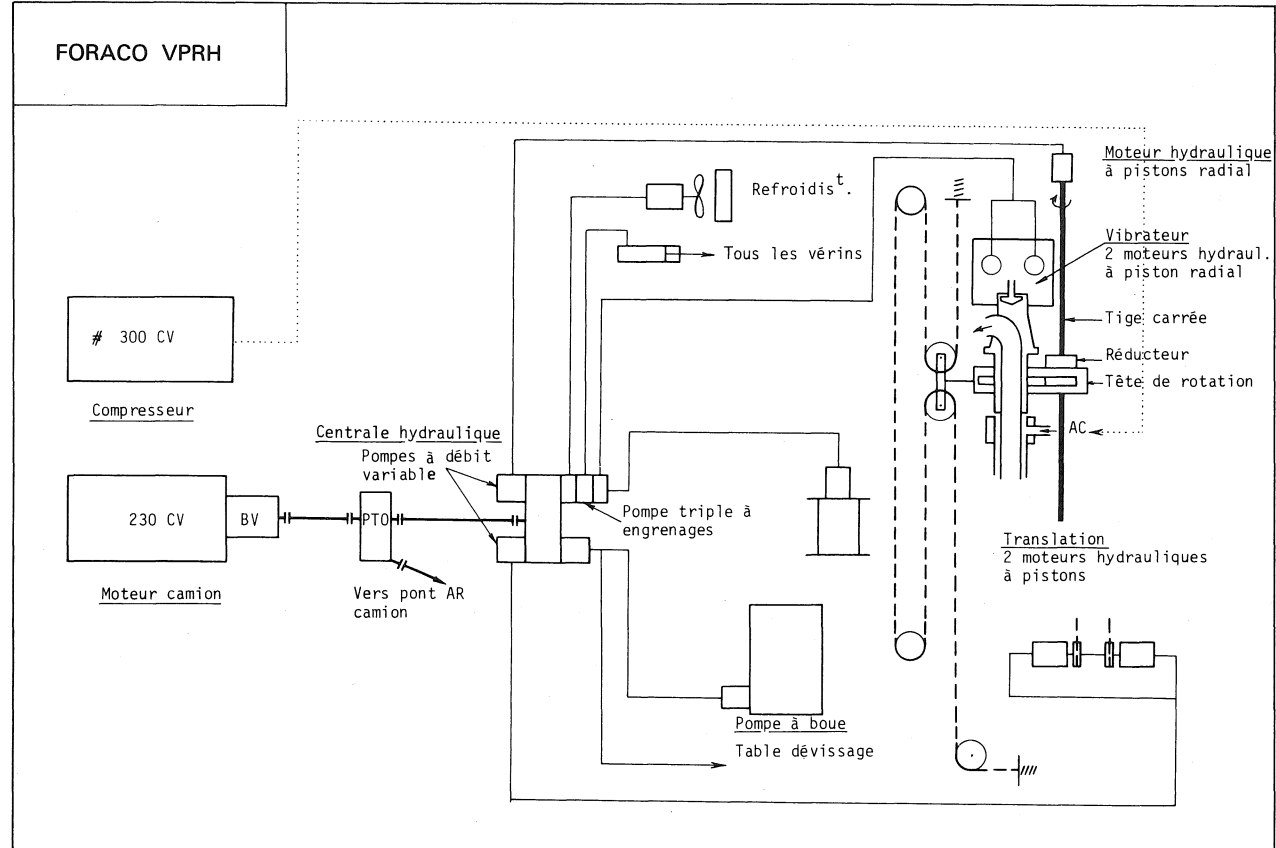 FORACO VPRH
Moteur hydraulique
à pistons radial
Refroidisᵗ.
Vibrateur
2 moteurs hydraul.
à piston radial
Tous les vérins
# 300 CV
Tige carrée
Réducteur
Tête de rotation
Compresseur
AC
Centrale hydraulique
Pompes à débit
variable
230 CV
BV
PTO
Pompe triple à
engrenages
Translation
2 moteurs hydrauliques
à pistons
Moteur camion
Vers pont AR
camion
Pompe à boue
Table dévissage